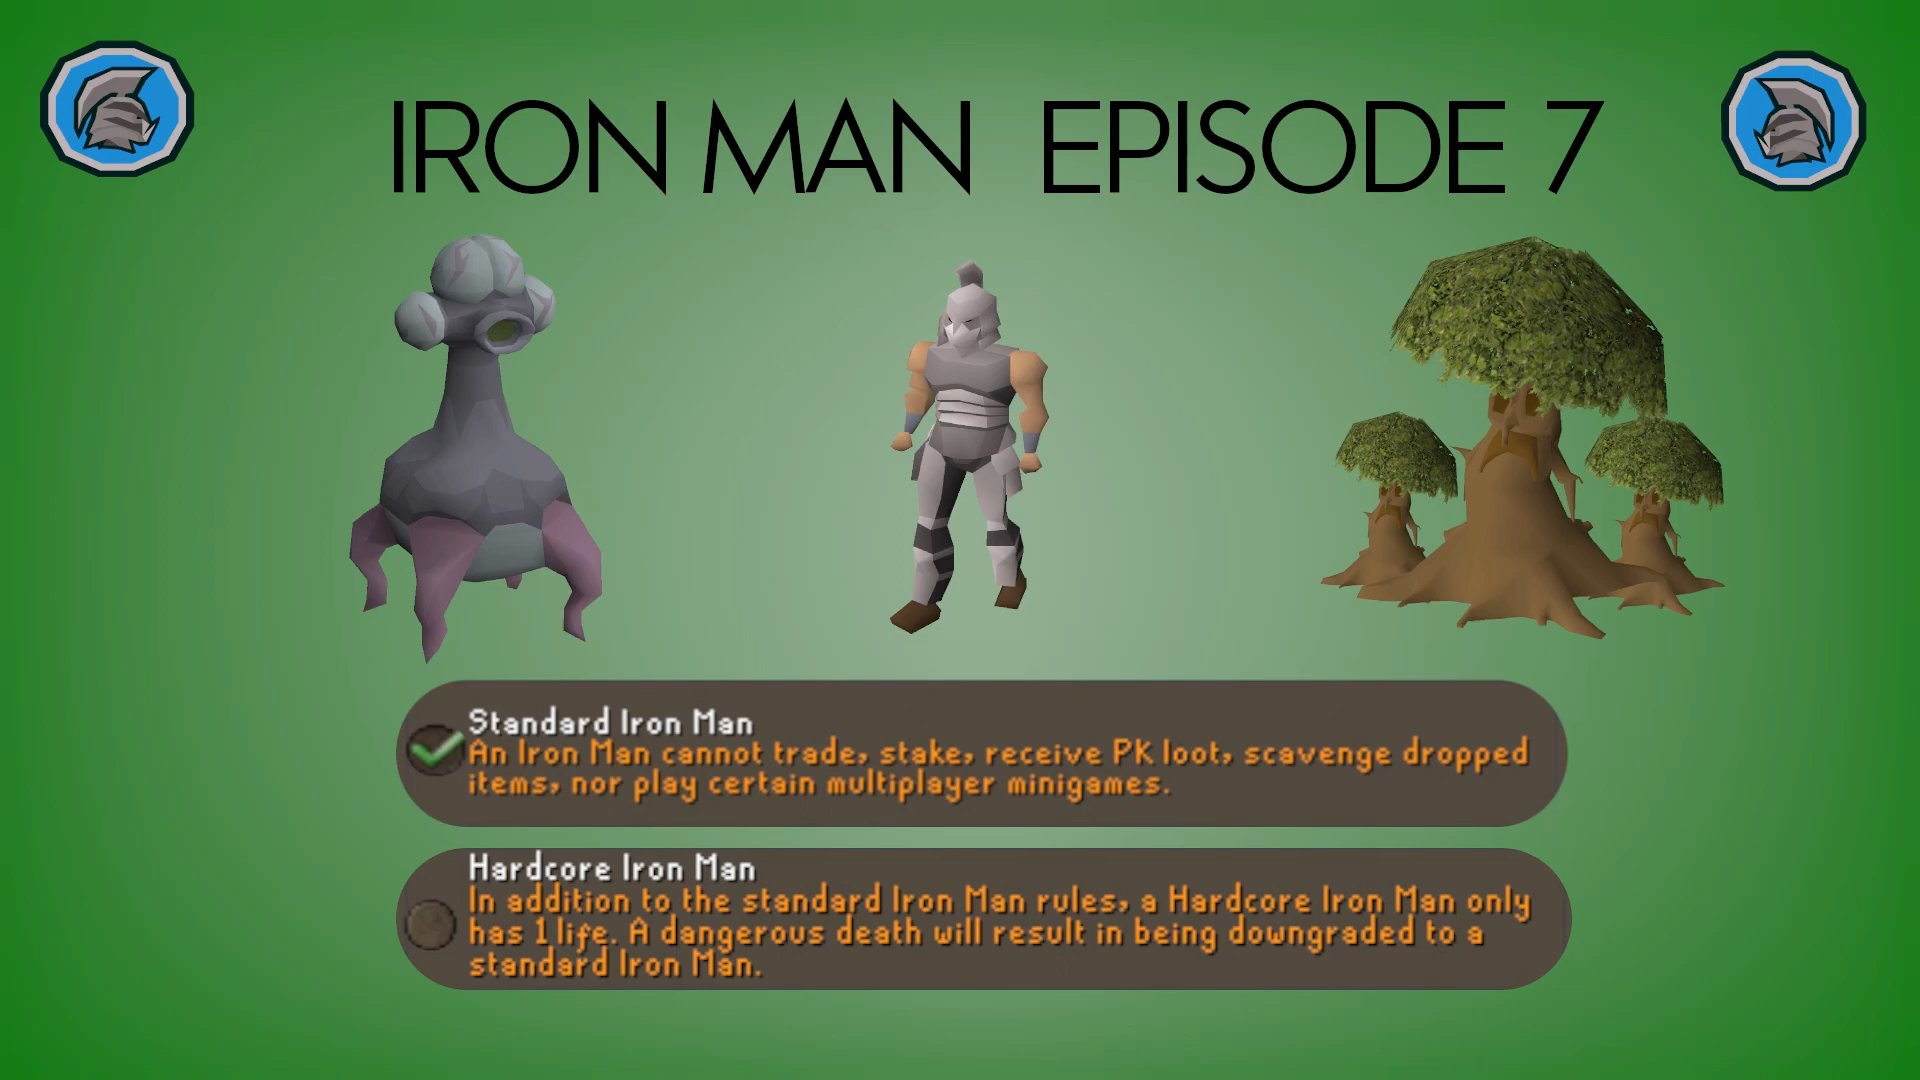 IRON MAN EPISODE 7
Standard Iron Man
An Iron Man cannot trade, stake, receive PK loot, scavenge dropped
items, nor play certain multiplayer minigames.
Hardcore Iron Man
In addition to the standard Iron Man rules, a Hardcore Iron Man only
has 1 life. A dangerous death will result in being downgraded to a
standard Iron Man.